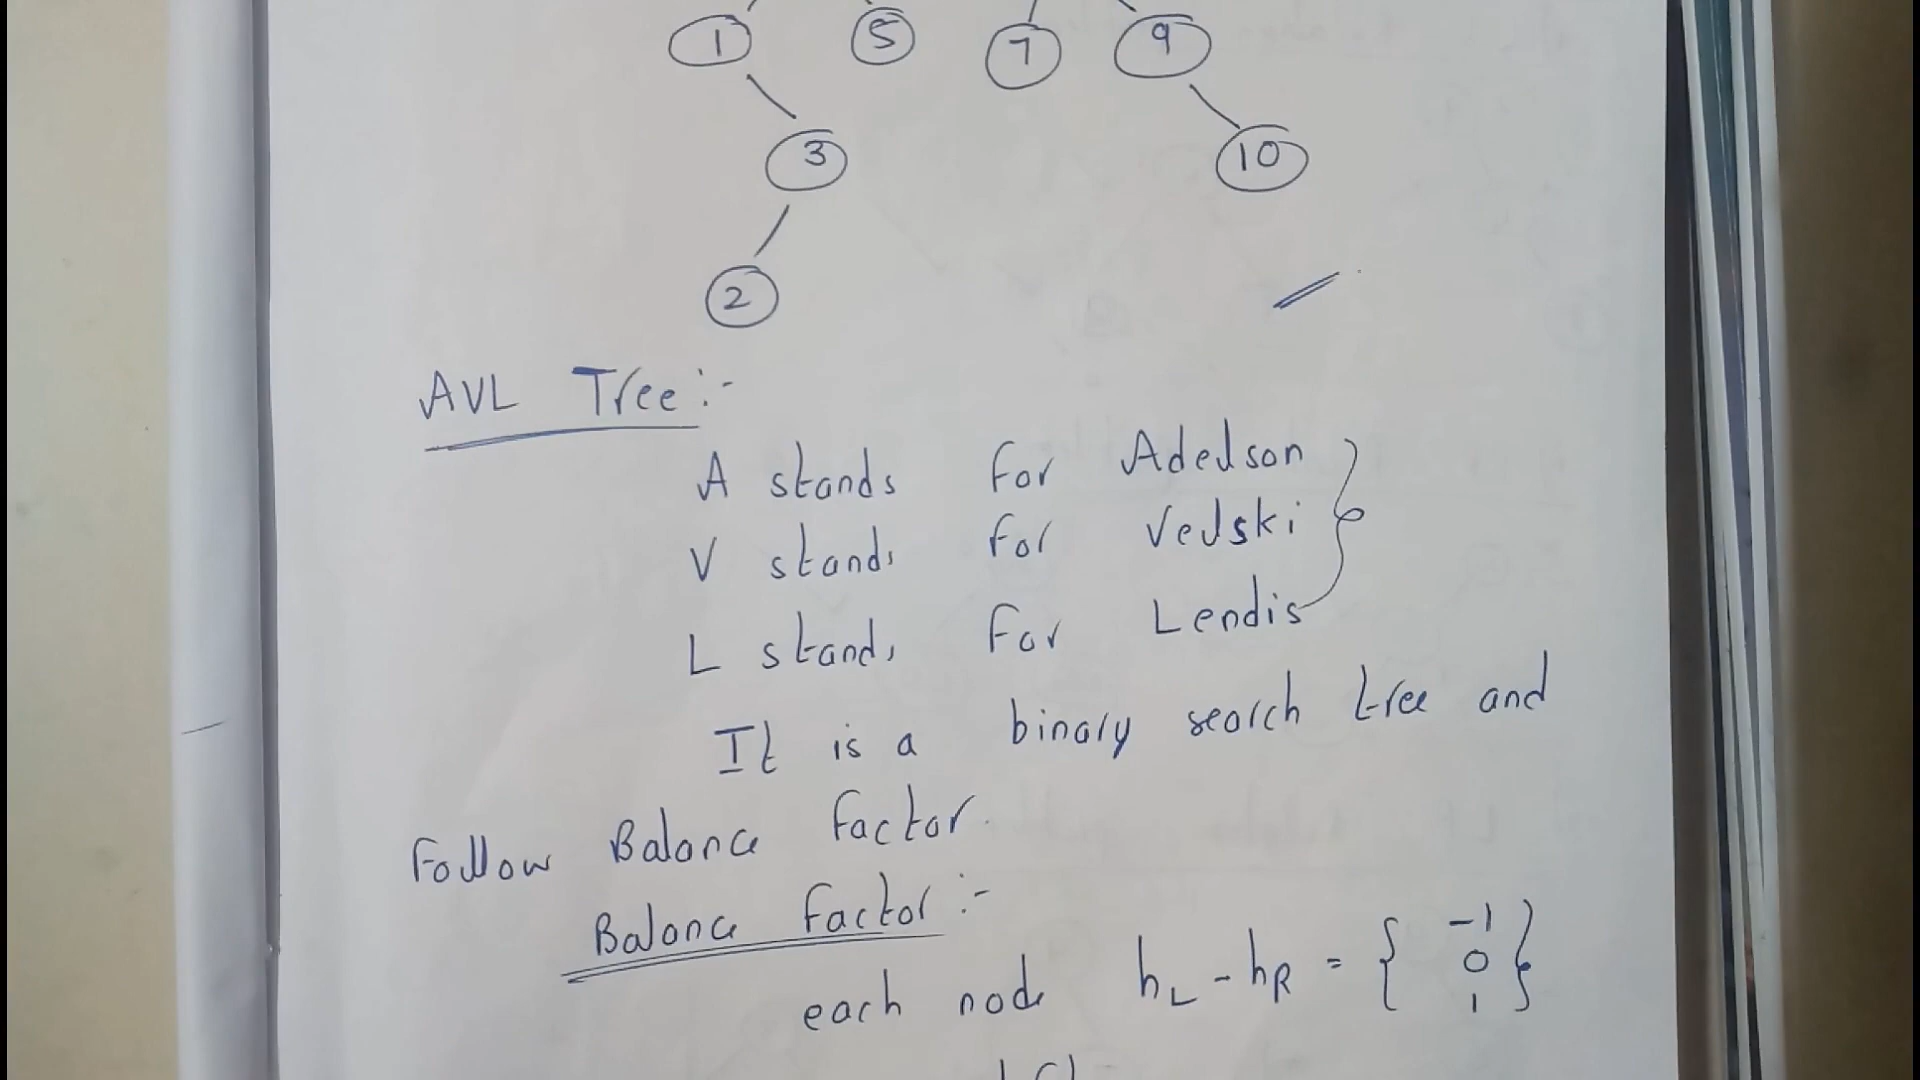 1 5 7 9
3 10
2
AVL Tree :-
A stands for Adelson
V stands for Velski
L stands for Lendis
It is a binary search tree and
Follow Balance factor.
Balance factor :-
each node hL - hR = { -1
0
1 }